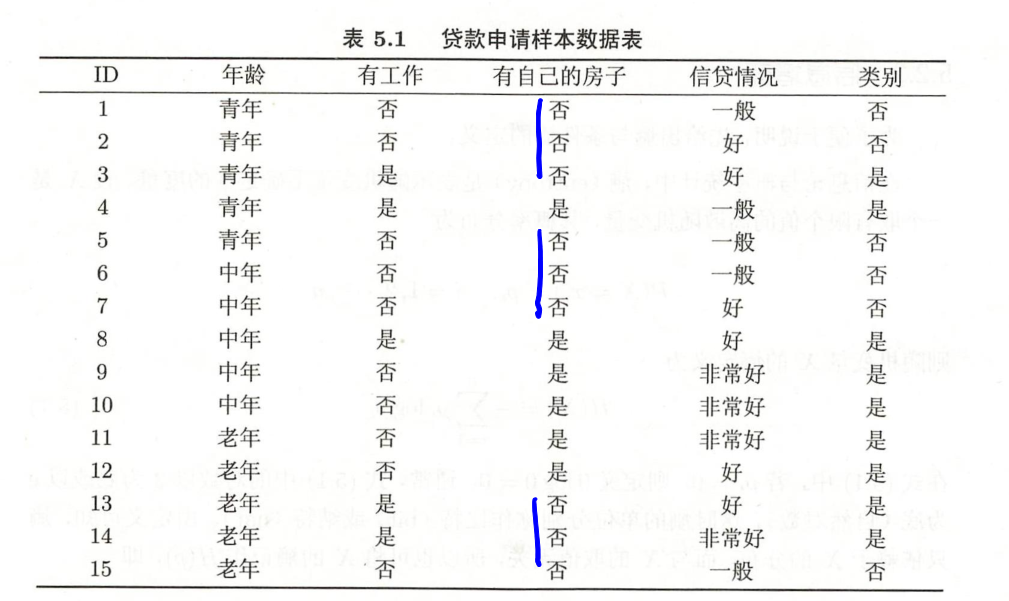 表 5.1 贷款申请样本数据表
ID 年龄 有工作 有自己的房子 信贷情况 类别
1 青年 否 否 一般 否
2 青年 否 否 好 否
3 青年 是 否 好 是
4 青年 是 是 一般 是
5 青年 否 否 一般 否
6 中年 否 否 一般 否
7 中年 否 否 好 否
8 中年 是 是 好 是
9 中年 否 是 非常好 是
10 中年 否 是 非常好 是
11 老年 否 是 非常好 是
12 老年 否 是 好 是
13 老年 是 否 好 是
14 老年 是 否 非常好 是
15 老年 否 否 一般 否